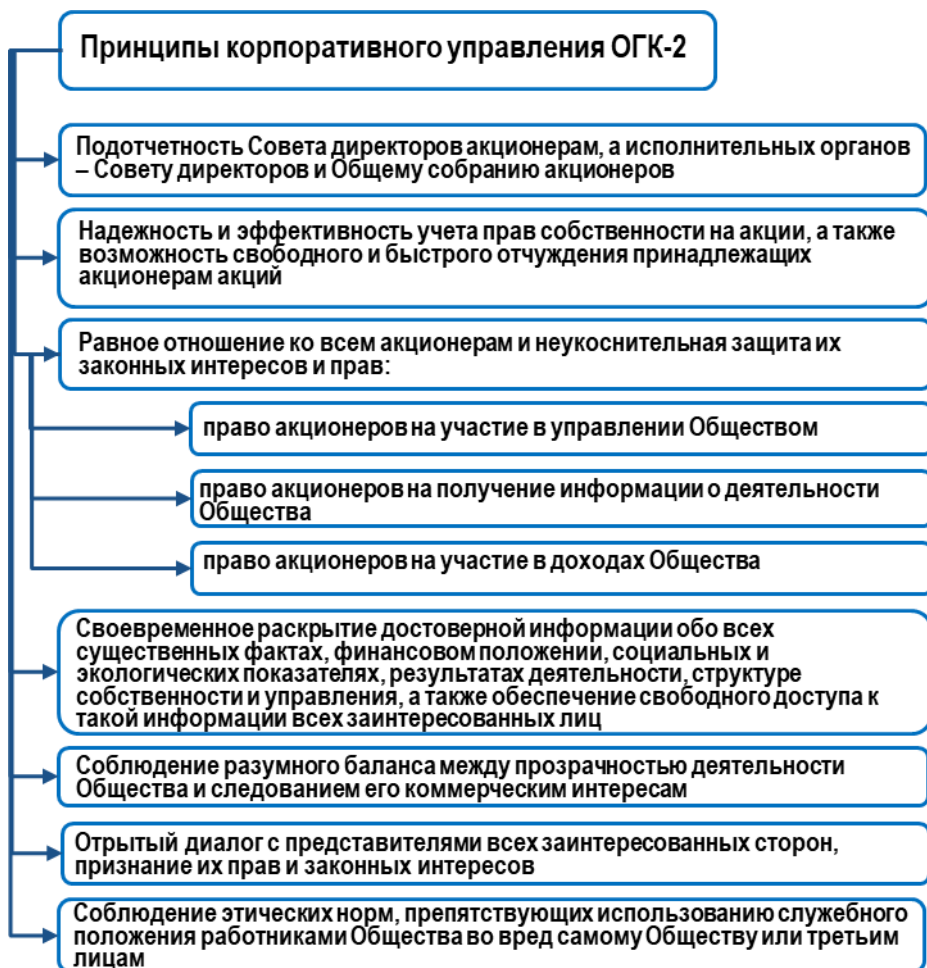 Принципы корпоративного управления ОГК-2
Подотчетность Совета директоров акционерам, а исполнительных органов
– Совету директоров и Общему собранию акционеров
Надежность и эффективность учета прав собственности на акции, а также
возможность свободного и быстрого отчуждения принадлежащих
акционерам акций
Равное отношение ко всем акционерам и неукоснительная защита их
законных интересов и прав:
право акционеров на участие в управлении Обществом
право акционеров на получение информации о деятельности
Общества
право акционеров на участие в доходах Общества
Своевременное раскрытие достоверной информации обо всех
существенных фактах, финансовом положении, социальных и
экологических показателях, результатах деятельности, структуре
собственности и управления, а также обеспечение свободного доступа к
такой информации всех заинтересованных лиц
Соблюдение разумного баланса между прозрачностью деятельности
Общества и следованием его коммерческим интересам
Отрытый диалог с представителями всех заинтересованных сторон,
признание их прав и законных интересов
Соблюдение этических норм, препятствующих использованию служебного
положения работниками Общества во вред самому Обществу или третьим
лицам